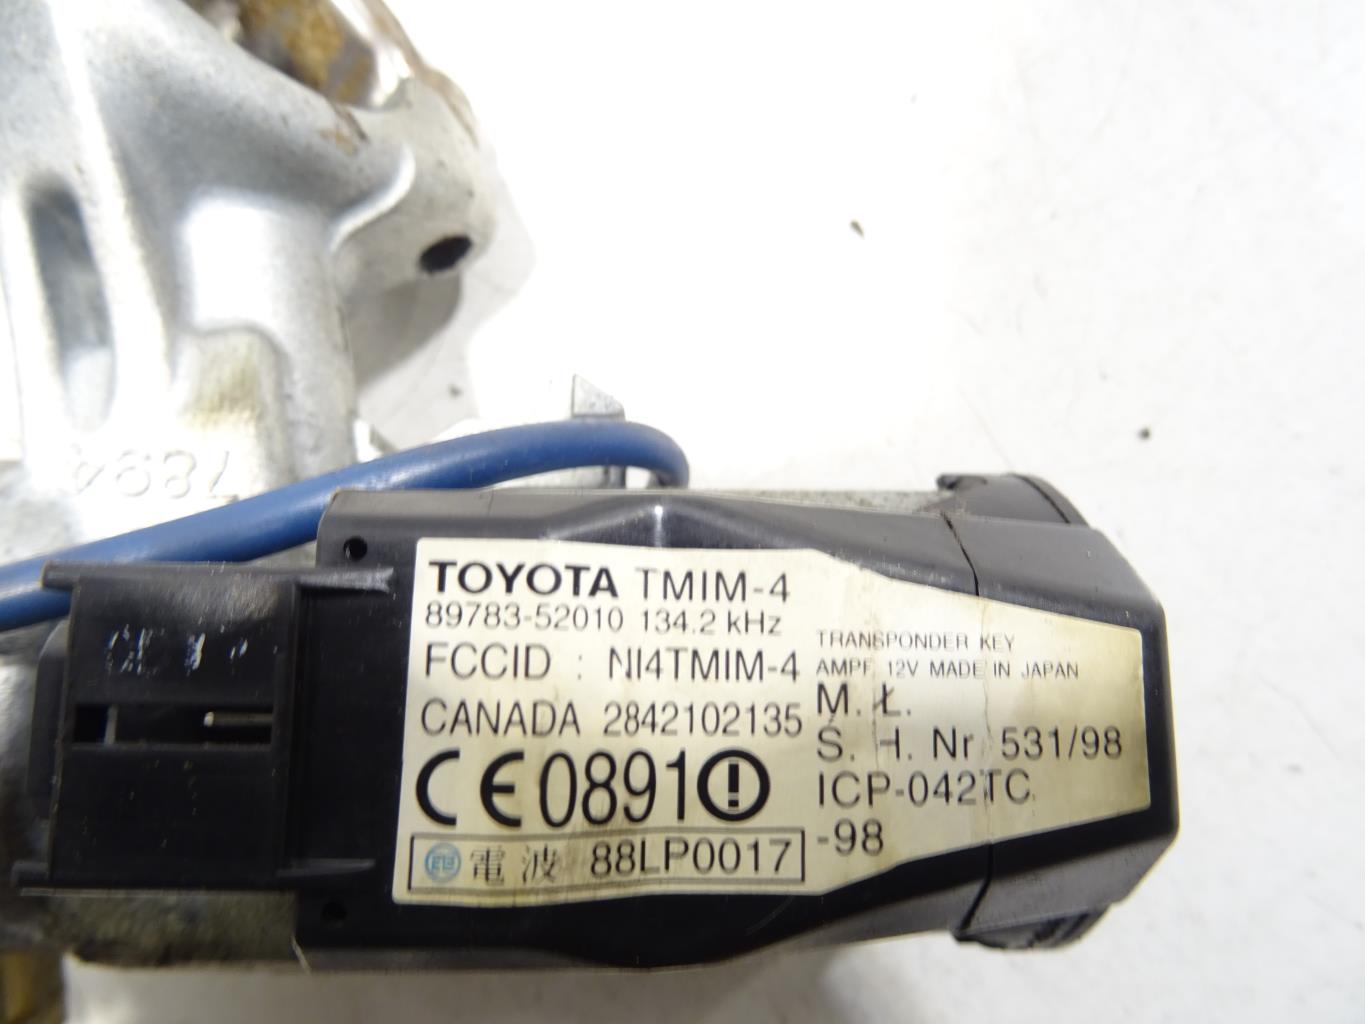 7894
TOYOTA TMIM-4
89783-52010 134.2 kHz
FCCID : NI4TMIM-4
CANADA 2842102135
CE0891
電波 88LP0017
TRANSPONDER KEY
AMPF, 12V MADE IN JAPAN
M. Ł.
Ś. H. Nr 531/98
ICP-042TC
-98